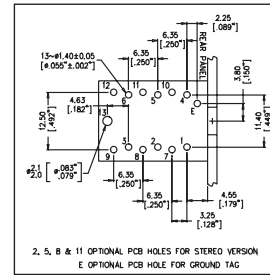 2.25
[.089"]
6.35
[.250"]
REAR PANEL
13-ø1.40±0.05
[ø.055"±.002"]
6.35
[.250"]
3.80
[.150"]
12 11 10
6 5 4
E
4.63
[.182"]
13
12.50
[.492"]
11.40
[.449"]
3 2 1
9 8 7
ø2.1
2.0
ø.083"
.079"
6.35
[.250"]
6.35
[.250"]
4.55
[.179"]
3.25
[.128"]
2, 5, 8 & 11 OPTIONAL PCB HOLES FOR STEREO VERSION
E OPTIONAL PCB HOLE FOR GROUND TAG